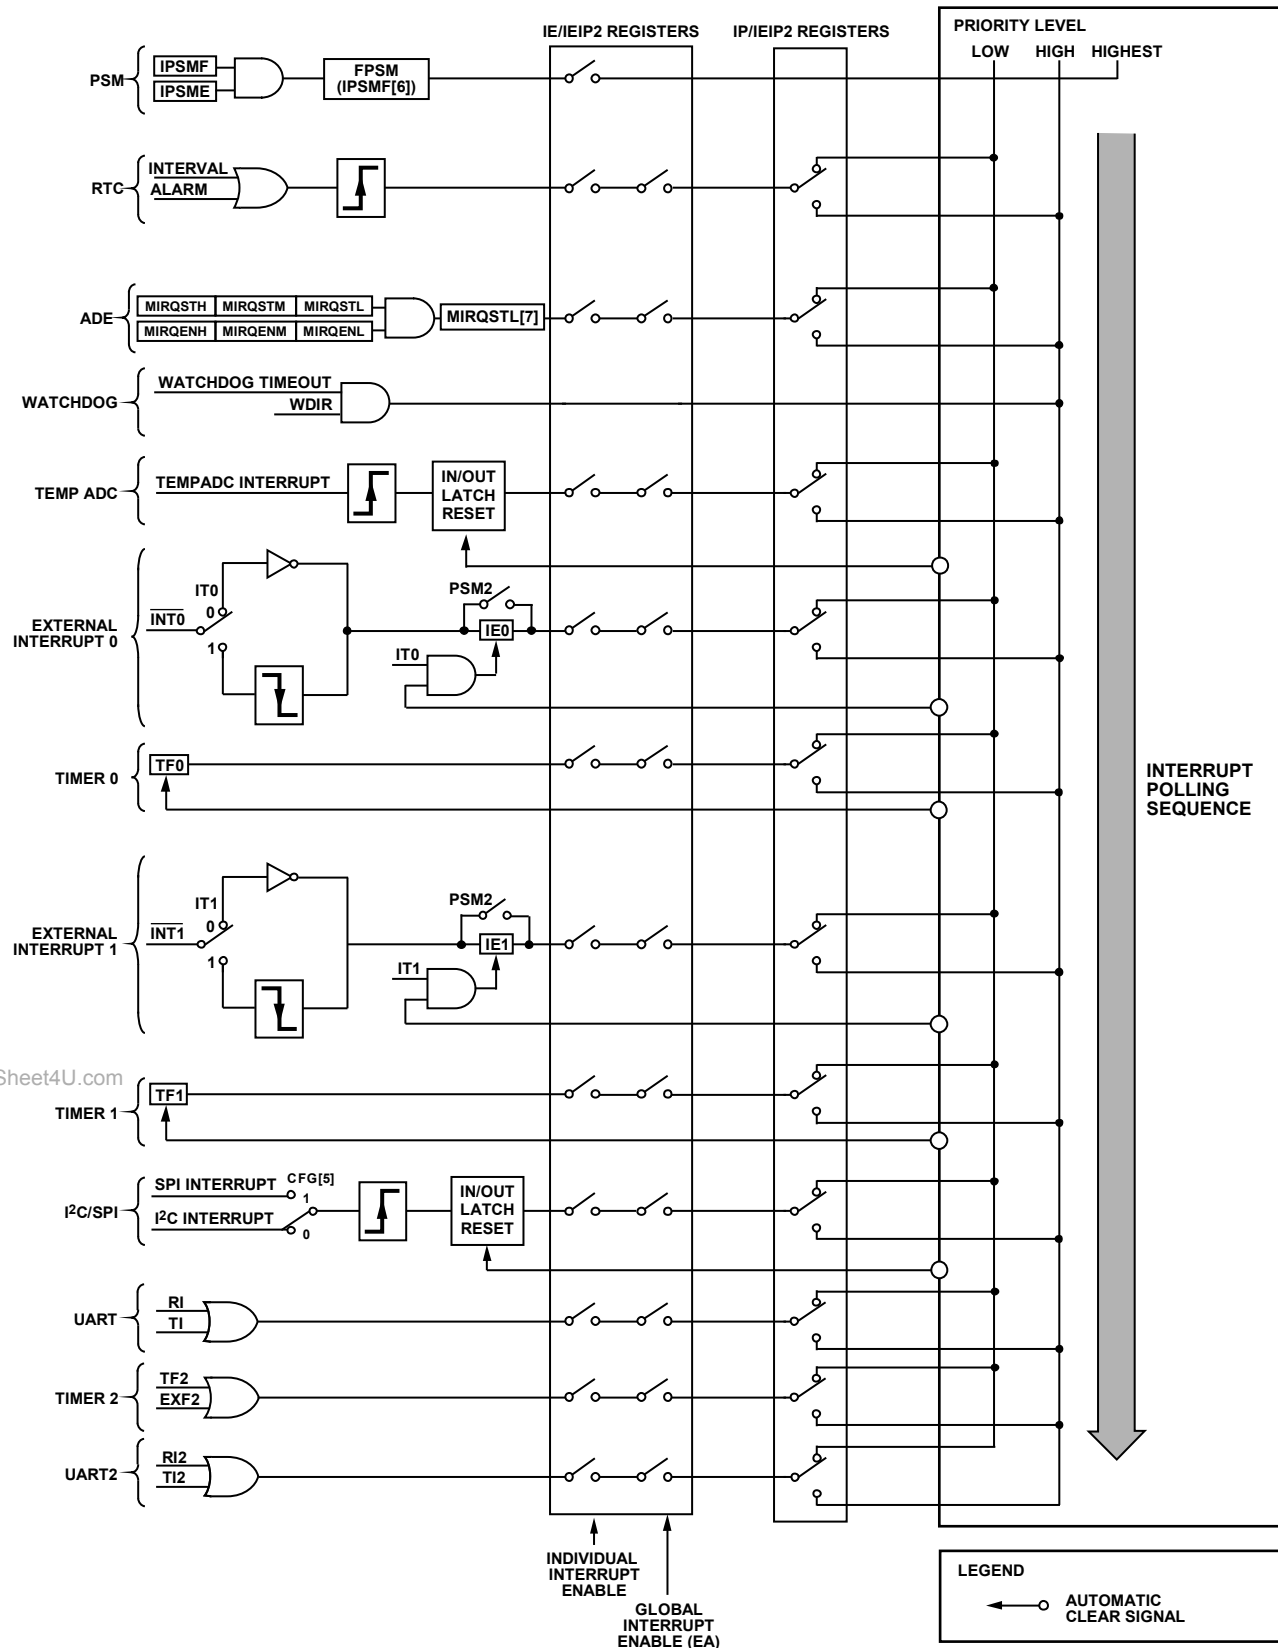 IE/IEIP2 REGISTERS
IP/IEIP2 REGISTERS
PRIORITY LEVEL
LOW HIGH HIGHEST
PSM
IPSMF
IPSME
FPSM
(IPSMF[6])
RTC
INTERVAL
ALARM
ADE
MIRQSTH MIRQSTM MIRQSTL
MIRQENH MIRQENM MIRQENL
MIRQSTL[7]
WATCHDOG
WATCHDOG TIMEOUT
WDIR
TEMP ADC
TEMPADC INTERRUPT
IN/OUT
LATCH
RESET
EXTERNAL
INTERRUPT 0
INT0
IT0
0
1
PSM2
IE0
IT0
TIMER 0
TF0
INTERRUPT
POLLING
SEQUENCE
EXTERNAL
INTERRUPT 1
INT1
IT1
0
1
PSM2
IE1
IT1
Sheet4U.com
TIMER 1
TF1
I2C/SPI
SPI INTERRUPT
I2C INTERRUPT
CFG[5]
1
0
IN/OUT
LATCH
RESET
UART
RI
TI
TIMER 2
TF2
EXF2
UART2
RI2
TI2
INDIVIDUAL
INTERRUPT
ENABLE
GLOBAL
INTERRUPT
ENABLE (EA)
LEGEND
AUTOMATIC
CLEAR SIGNAL